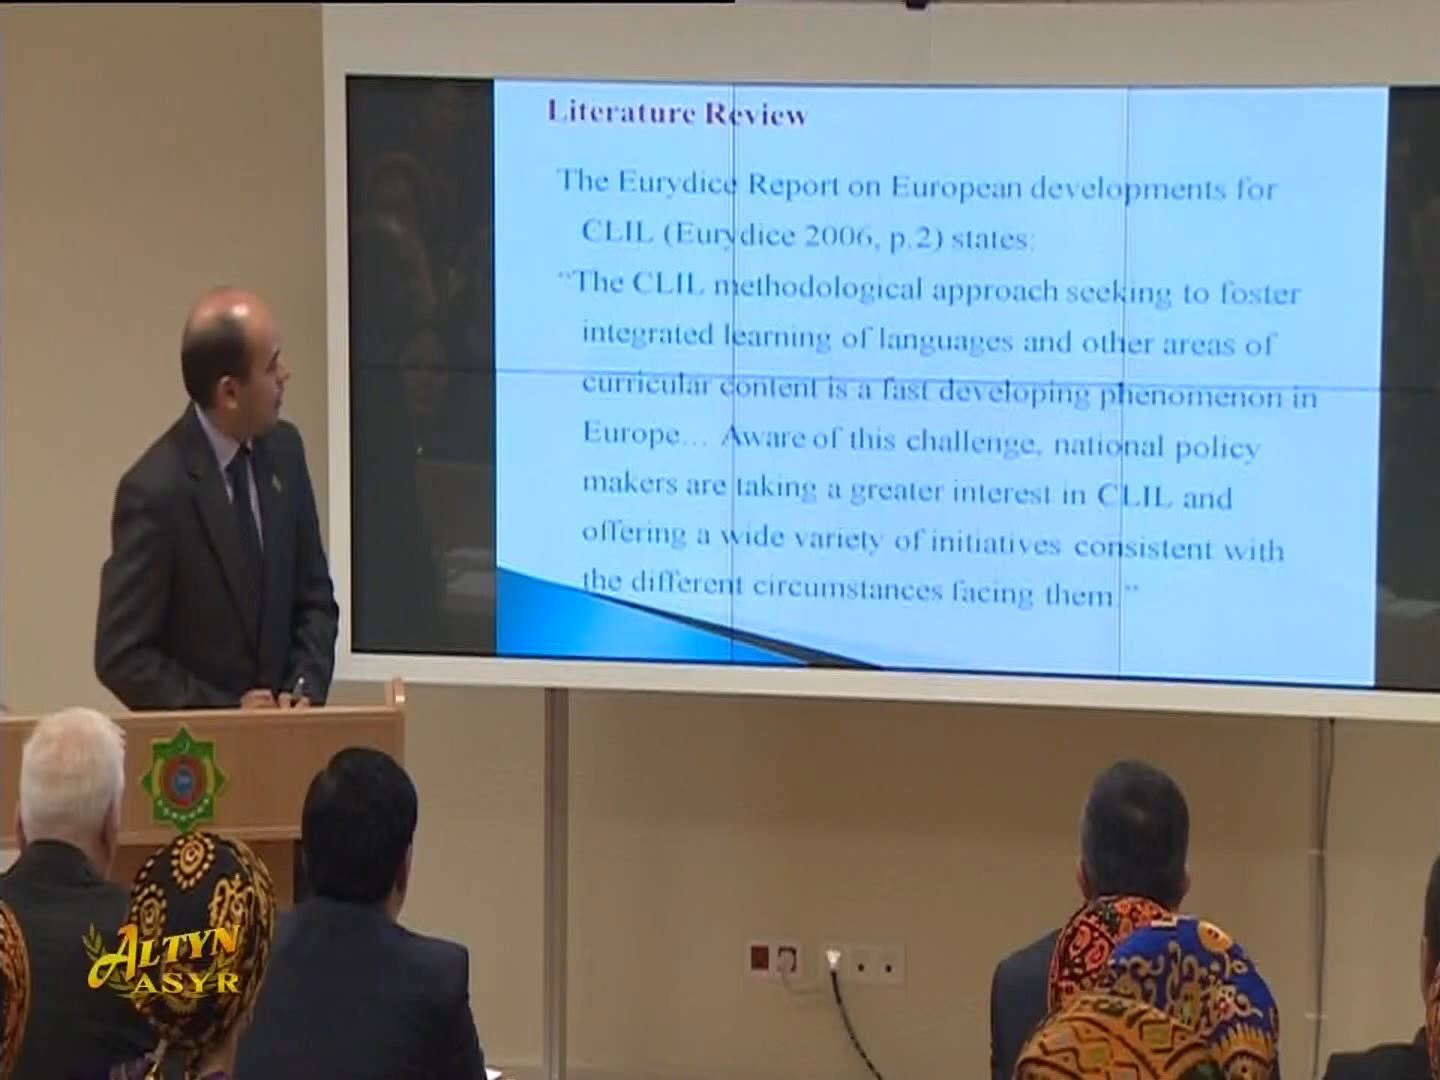 Literature Review
The Eurydice Report on European developments for
CLIL (Eurydice 2006, p.2) states:
“The CLIL methodological approach seeking to foster
integrated learning of languages and other areas of
curricular content is a fast developing phenomenon in
Europe… Aware of this challenge, national policy
makers are taking a greater interest in CLIL and
offering a wide variety of initiatives consistent with
the different circumstances facing them.”
ALTYN
ASYR